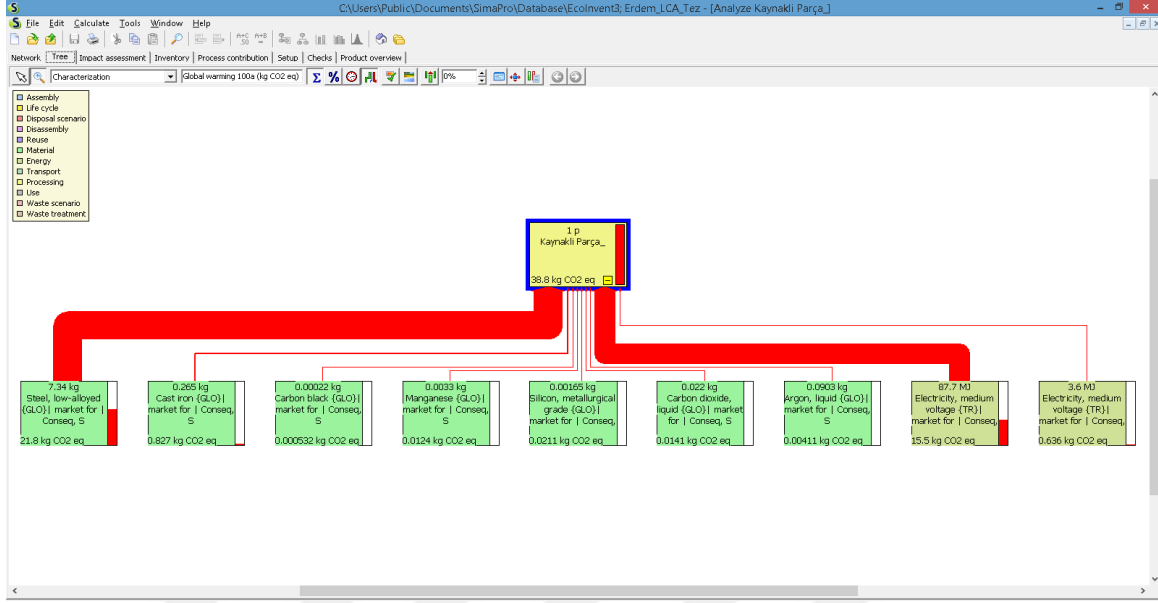 C:\Users\Public\Documents\SimaPro\Database\EcoInvent3; Erdem_LCA_Tez - [Analyze Kaynakli Parça_]
File Edit Calculate Tools Window Help
Network Tree Impact assessment Inventory Process contribution Setup Checks Product overview
Characterization Global warming 100a (kg CO2 eq) Σ % 0%
Assembly
Life cycle
Disposal scenario
Disassembly
Reuse
Material
Energy
Transport
Processing
Use
Waste scenario
Waste treatment
1 p
Kaynakli Parça_
38.8 kg CO2 eq
7.34 kg
Steel, low-alloyed
{GLO}| market for |
Conseq, S
21.8 kg CO2 eq
0.265 kg
Cast iron {GLO}|
market for | Conseq,
S
0.827 kg CO2 eq
0.00022 kg
Carbon black {GLO}|
market for | Conseq,
S
0.000532 kg CO2 eq
0.0033 kg
Manganese {GLO}|
market for | Conseq,
S
0.0124 kg CO2 eq
0.00165 kg
Silicon, metallurgical
grade {GLO}|
market for | Conseq,
0.0211 kg CO2 eq
0.022 kg
Carbon dioxide,
liquid {GLO}| market
for | Conseq, S
0.0141 kg CO2 eq
0.0903 kg
Argon, liquid {GLO}|
market for | Conseq,
S
0.00411 kg CO2 eq
87.7 MJ
Electricity, medium
voltage {TR}|
market for | Conseq,
15.5 kg CO2 eq
3.6 MJ
Electricity, medium
voltage {TR}|
market for | Conseq,
0.636 kg CO2 eq